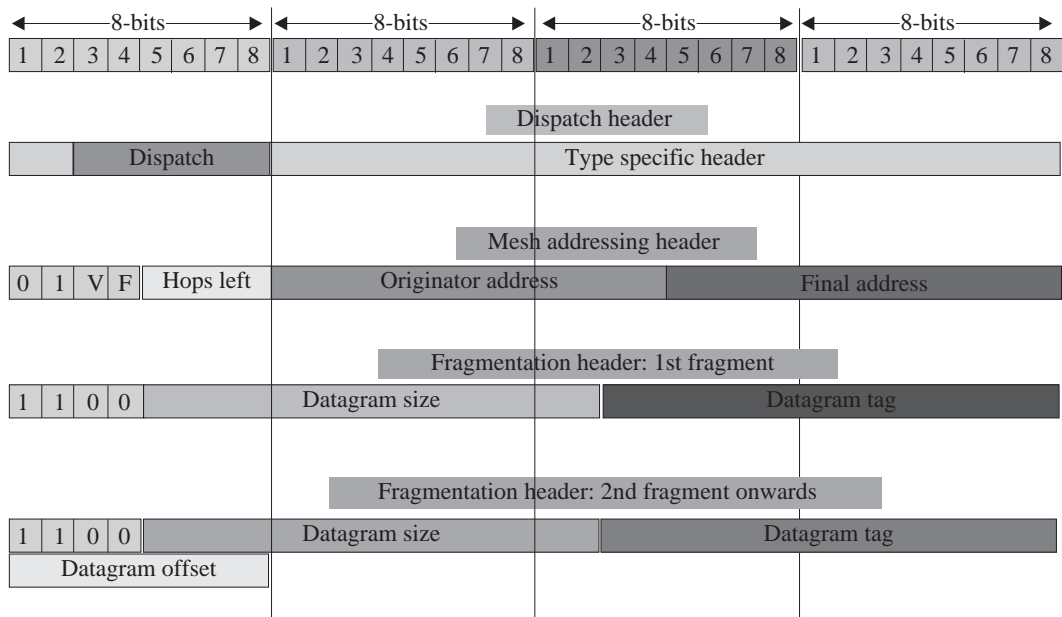 8-bits 8-bits 8-bits 8-bits
1 2 3 4 5 6 7 8 1 2 3 4 5 6 7 8 1 2 3 4 5 6 7 8 1 2 3 4 5 6 7 8
Dispatch header
Dispatch Type specific header
Mesh addressing header
0 1 V F Hops left Originator address Final address
Fragmentation header: 1st fragment
1 1 0 0 Datagram size Datagram tag
Fragmentation header: 2nd fragment onwards
1 1 0 0 Datagram size Datagram tag
Datagram offset